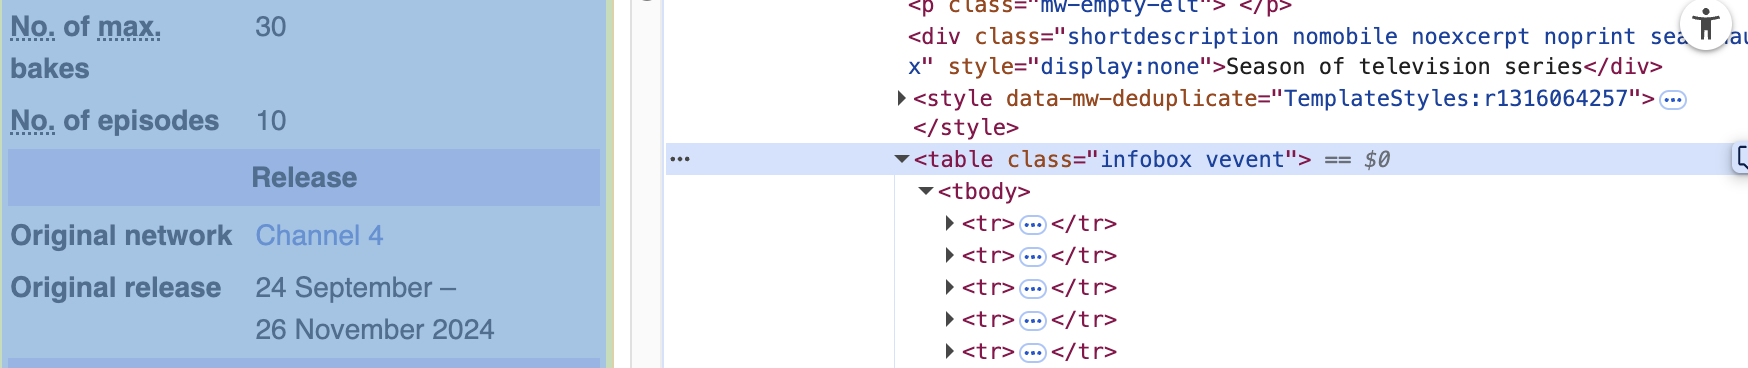 No. of max. 30
bakes
No. of episodes 10
Release
Original network Channel 4
Original release 24 September –
26 November 2024
<p class="mw-empty-elt"> </p>
<div class="shortdescription nomobile noexcerpt noprint
x" style="display:none">Season of television series</div>
<style data-mw-deduplicate="TemplateStyles:r1316064257">
</style>
<table class="infobox vevent"> == $0
<tbody>
<tr> </tr>
<tr> </tr>
<tr> </tr>
<tr> </tr>
<tr> </tr>